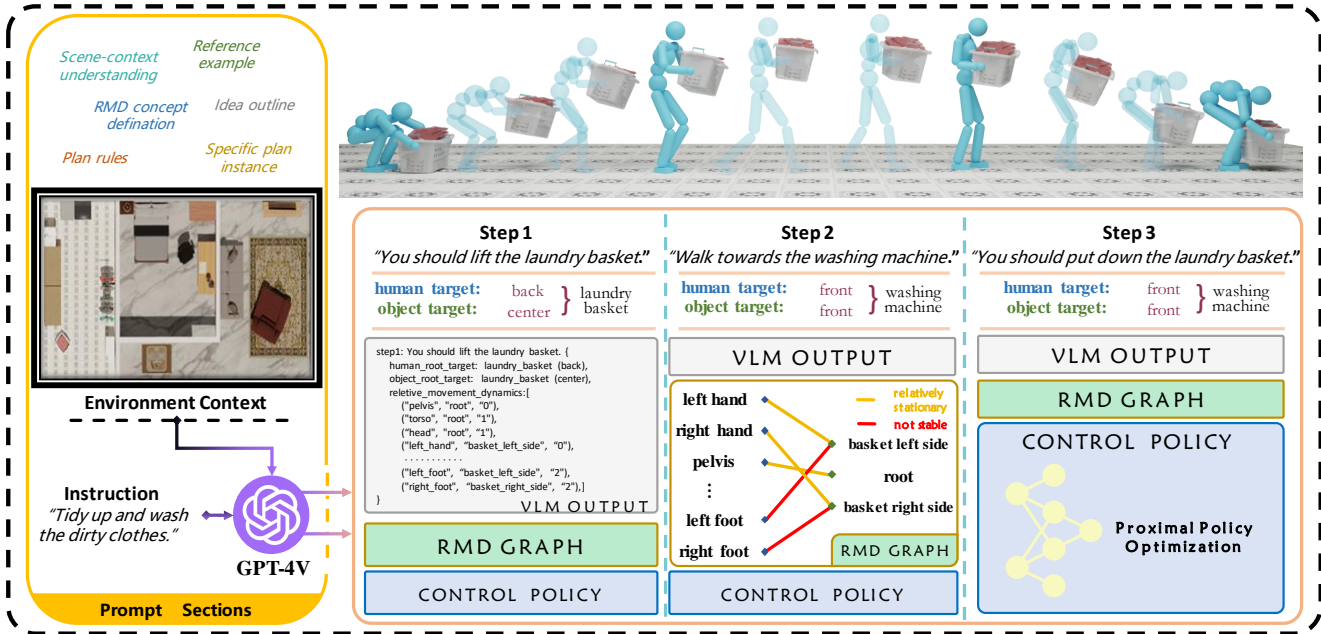 Scene-context
understanding
Reference
example
RMD concept
defination
Idea outline
Plan rules
Specific plan
instance
Environment Context
Instruction
"Tidy up and wash
the dirty clothes."
GPT-4V
Prompt Sections
Step 1
"You should lift the laundry basket."
human target: back
object target: center
laundry
basket
step1: You should lift the laundry basket. {
human_root_target: laundry_basket (back),
object_root_target: laundry_basket (center),
reletive_movement_dynamics:[
("pelvis", "root", "0"),
("torso", "root", "1"),
("head", "root", "1"),
("left_hand", "basket_left_side", "0"),
. . . . . . . . . . .
("left_foot", "basket_left_side", "2"),
("right_foot", "basket_right_side", "2"),]
}
VLM OUTPUT
RMD GRAPH
CONTROL POLICY
Step 2
"Walk towards the washing machine."
human target: front
object target: front
washing
machine
VLM OUTPUT
left hand
right hand
pelvis
⋮
left foot
right foot
relatively
stationary
not stable
basket left side
root
basket right side
RMD GRAPH
CONTROL POLICY
Step 3
"You should put down the laundry basket."
human target: front
object target: front
washing
machine
VLM OUTPUT
RMD GRAPH
CONTROL POLICY
Proximal Policy
Optimization